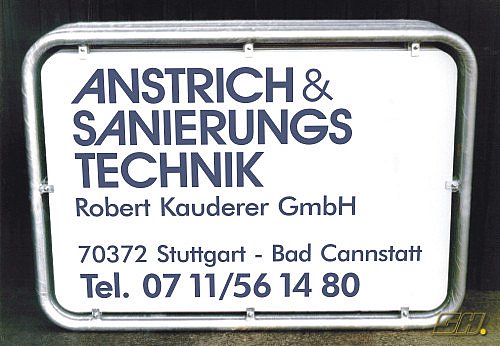 ANSTRICH &
SANIERUNGS
TECHNIK
Robert Kauderer GmbH
70372 Stuttgart - Bad Cannstatt
Tel. 07 11/56 14 80